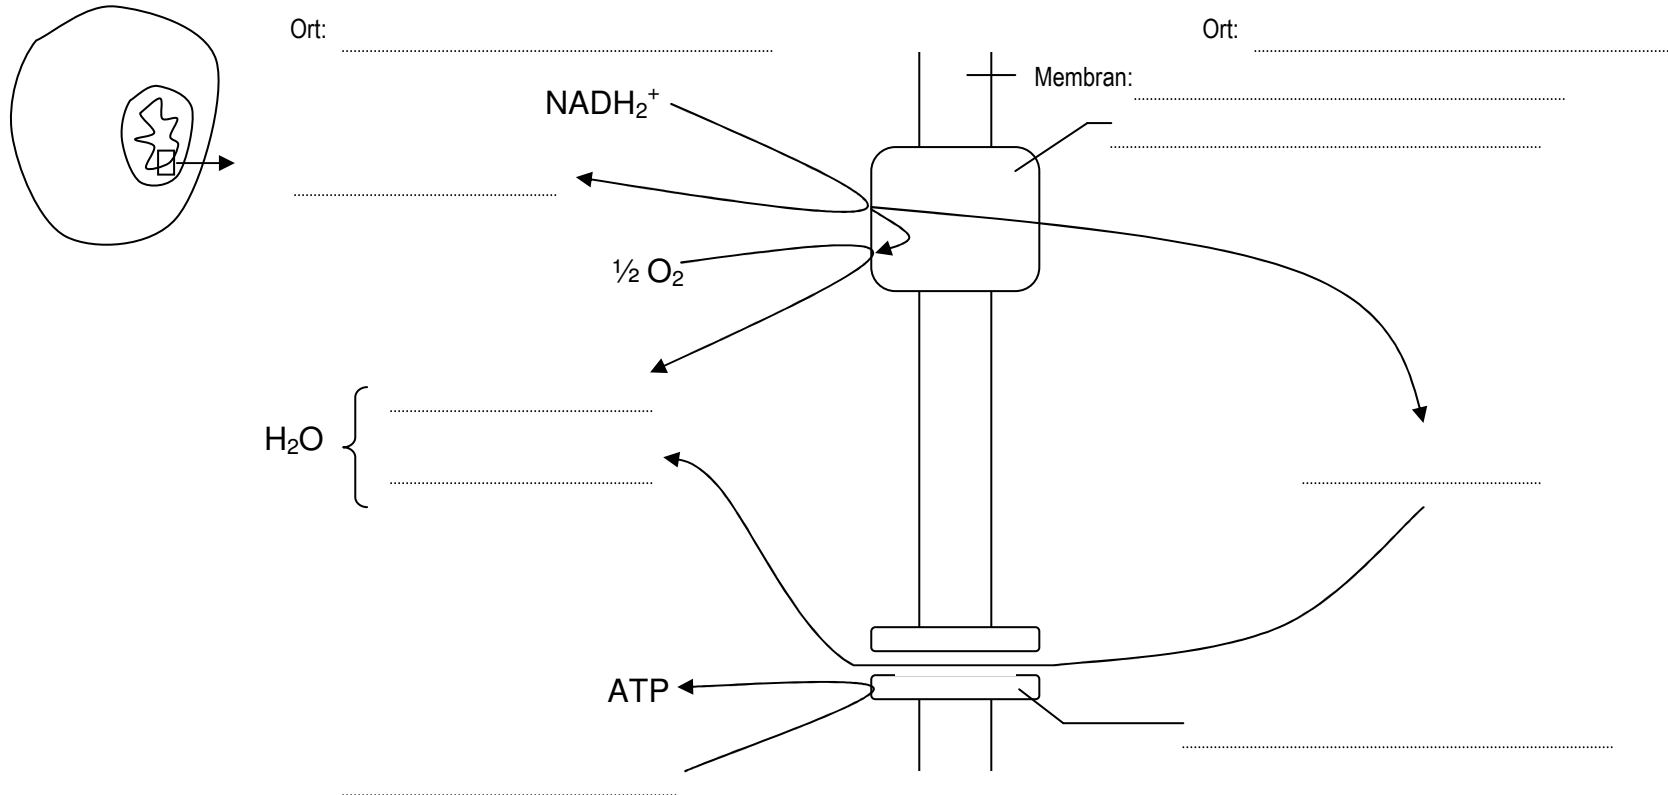 Ort:
Ort:
Membran:
NADH₂⁺
½ O₂
H₂O
ATP